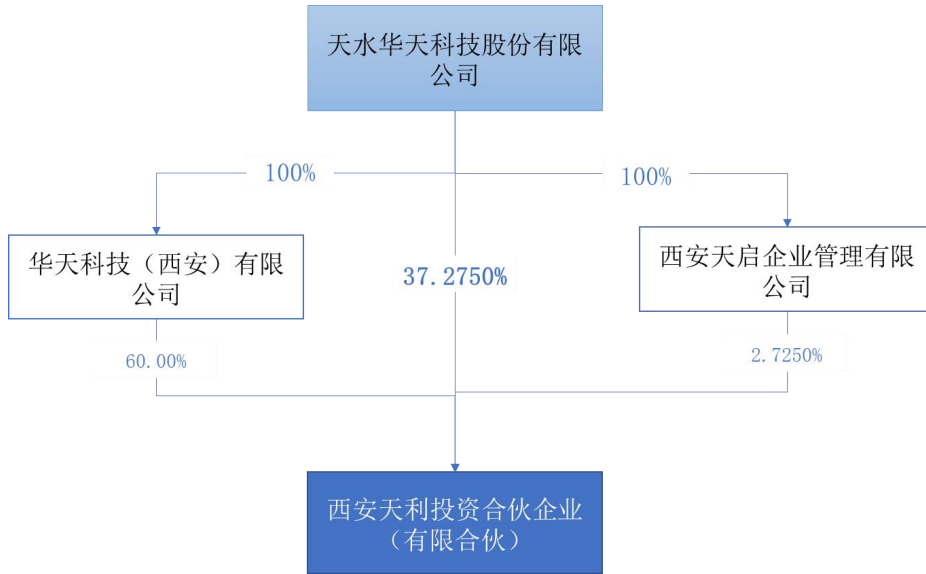 天水华天科技股份有限
公司
100%
100%
华天科技（西安）有限
公司
37.2750%
西安天启企业管理有限
公司
60.00%
2.7250%
西安天利投资合伙企业
（有限合伙）